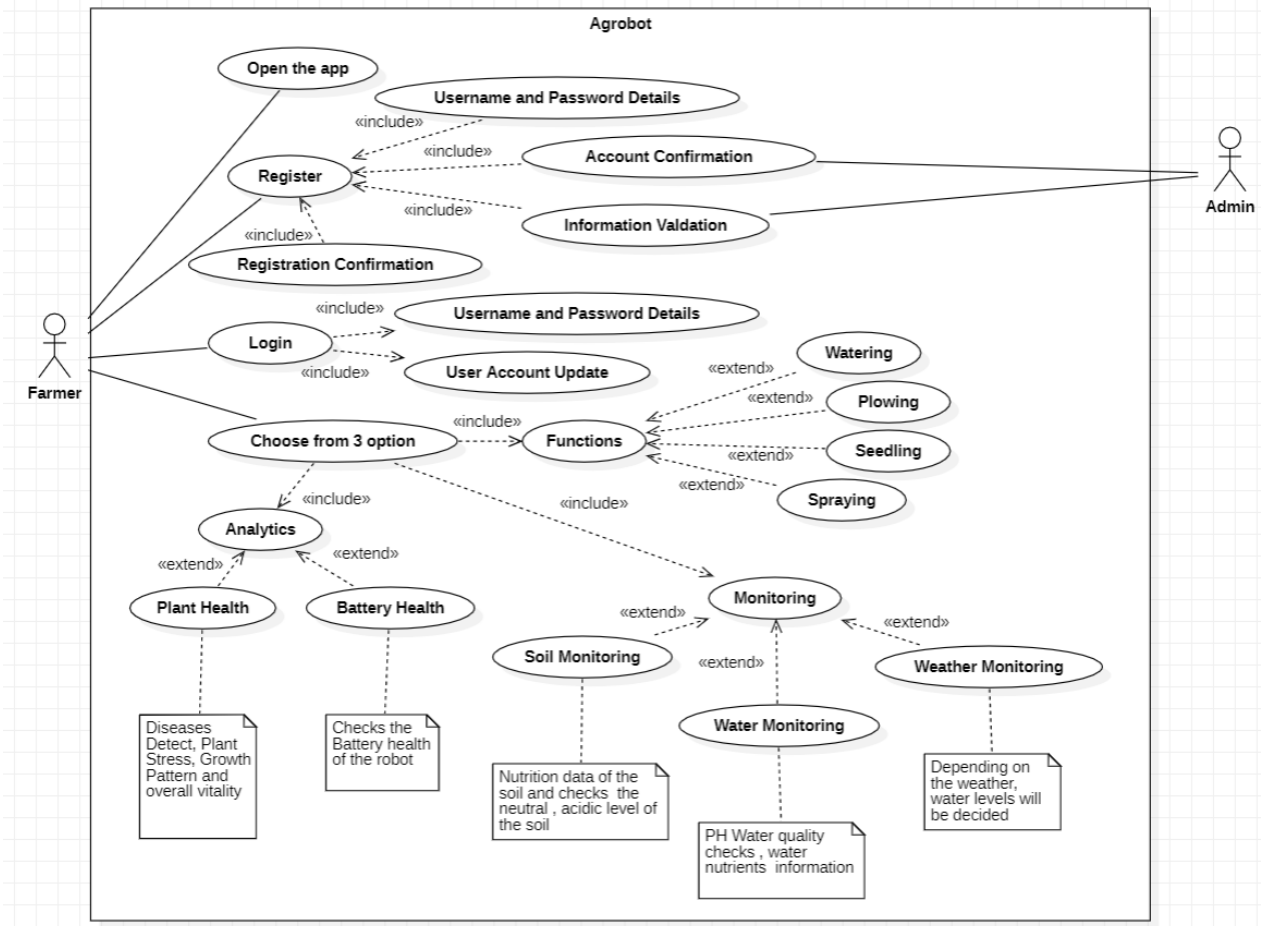 Agrobot
Open the app
Username and Password Details
«include»
Account Confirmation
«include»
Register
Admin
«include»
Information Valdation
«include»
Registration Confirmation
«include»
Username and Password Details
Login
«include»
User Account Update
Farmer
Watering
«extend»
«extend»
Plowing
«include»
Choose from 3 option
Functions
Seedling
«extend»
«extend»
Spraying
«include»
«include»
Analytics
«extend»
«extend»
Plant Health
Battery Health
Monitoring
«extend»
«extend»
Soil Monitoring
«extend»
Weather Monitoring
Water Monitoring
Diseases
Detect, Plant
Stress, Growth
Pattern and
overall vitality
Checks the
Battery health
of the robot
Nutrition data of the
soil and checks  the
neutral , acidic level of
the soil
Depending on
the weather,
water levels will
be decided
PH Water quality
checks , water
nutrients  information